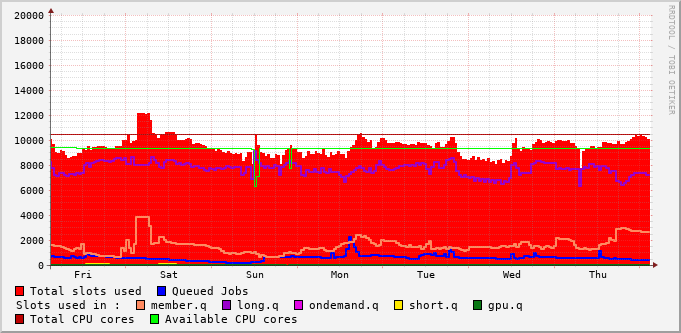 RRDTOOL / TOBI OETIKER
20000
18000
16000
14000
12000
10000
8000
6000
4000
2000
0
Fri Sat Sun Mon Tue Wed Thu
Total slots used Queued Jobs
Slots used in : member.q long.q ondemand.q short.q gpu.q
Total CPU cores Available CPU cores